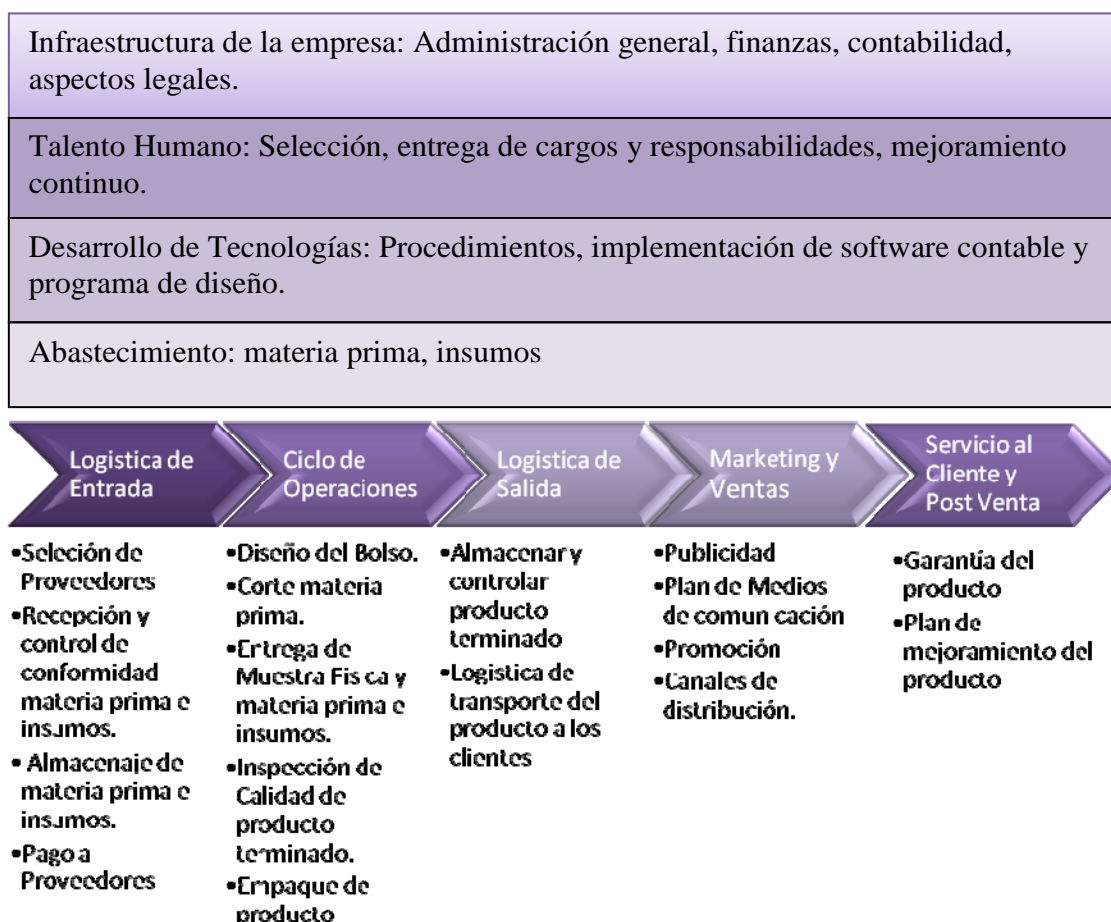 Infraestructura de la empresa: Administración general, finanzas, contabilidad,
aspectos legales.
Talento Humano: Selección, entrega de cargos y responsabilidades, mejoramiento
continuo.
Desarrollo de Tecnologías: Procedimientos, implementación de software contable y
programa de diseño.
Abastecimiento: materia prima, insumos
Logistica de
Entrada
Ciclo de
Operaciones
Logistica de
Salida
Marketing y
Ventas
Servicio al
Cliente y
Post Venta
•Seleción de
Proveedores
•Recepción y
control de
conformidad
materia prima e
insumos.
• Almacenaje de
materia prima e
insumos.
•Pago a
Proveedores
•Diseño del Bolso.
•Corte materia
prima.
•Entrega de
Muestra Fisica y
materia prima e
insumos.
•Inspección de
Calidad de
producto
terminado.
•Empaque de
producto
•Almacenar y
controlar
producto
terminado
•Logistica de
transporte del
producto a los
clientes
•Publicidad
•Plan de Medios
de comunicación
•Promoción
•Canales de
distribución.
•Garantía del
producto
•Plan de
mejoramiento del
producto